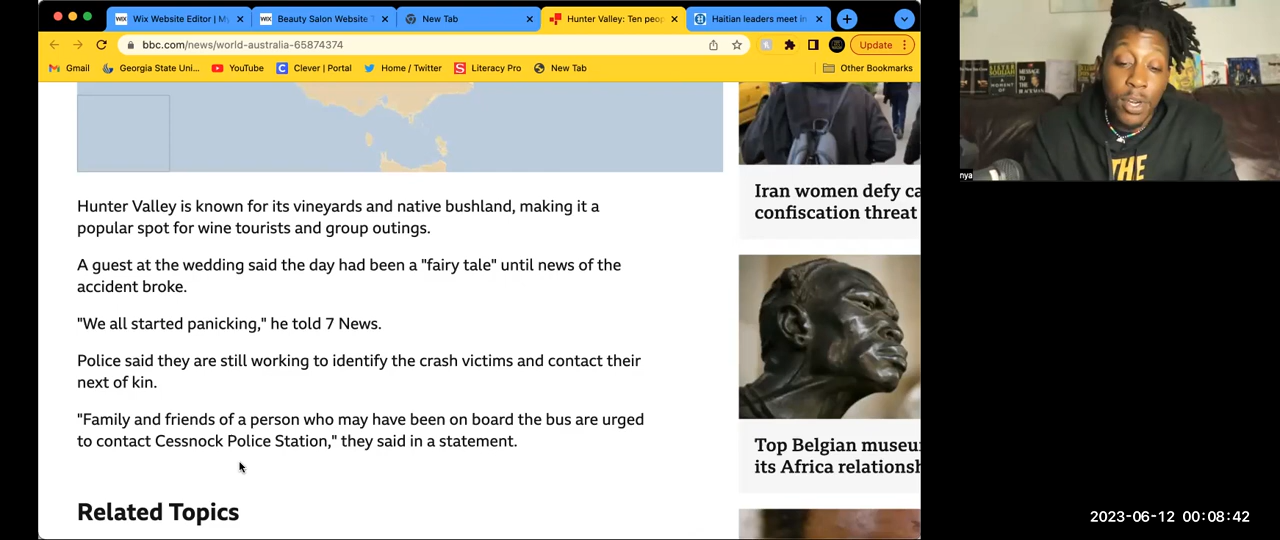 Wix Website Editor | My
Beauty Salon Website T
New Tab
Hunter Valley: Ten peop
Haitian leaders meet in
bbc.com/news/world-australia-65874374
Update
Gmail
Georgia State Uni...
YouTube
Clever | Portal
Home / Twitter
Literacy Pro
New Tab
Other Bookmarks
Hunter Valley is known for its vineyards and native bushland, making it a
popular spot for wine tourists and group outings.
A guest at the wedding said the day had been a "fairy tale" until news of the
accident broke.
"We all started panicking," he told 7 News.
Police said they are still working to identify the crash victims and contact their
next of kin.
"Family and friends of a person who may have been on board the bus are urged
to contact Cessnock Police Station," they said in a statement.
Related Topics
Iran women defy ca
confiscation threat
Top Belgian museu
its Africa relationsh
MESSAGE
THE
nya
2023-06-12 00:08:42